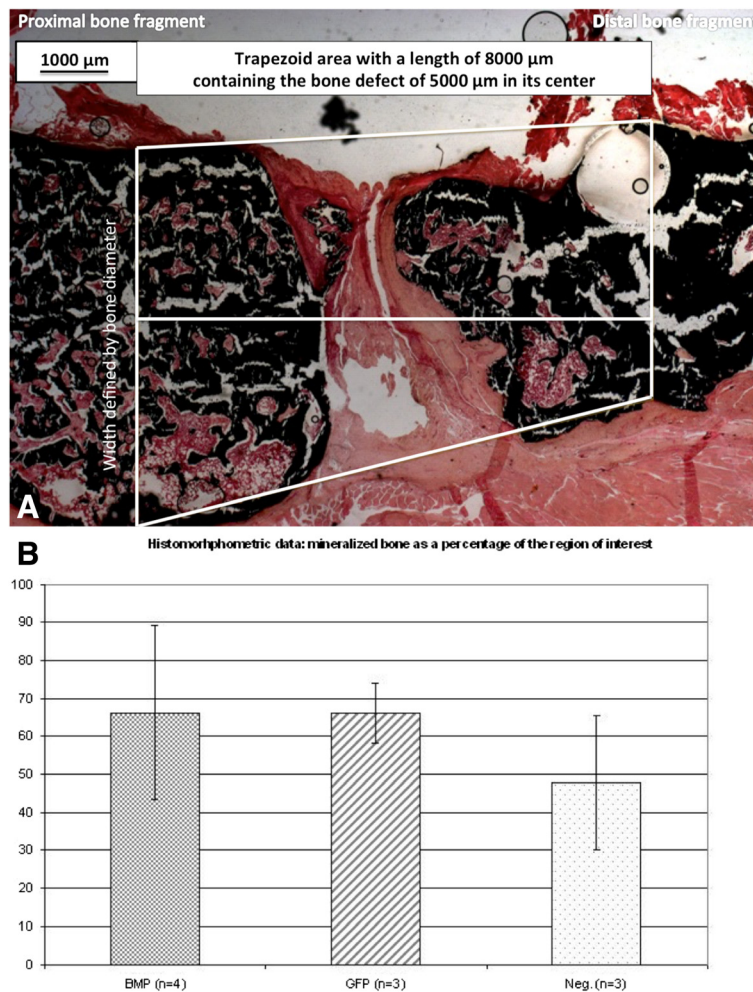 Proximal bone fragment
Distal bone fragment
1000 µm
Trapezoid area with a length of 8000 µm
containing the bone defect of 5000 µm in its center
Width defined by bone diameter
A
B
Histomorhphometric data: mineralized bone as a percentage of the region of interest
100
90
80
70
60
50
40
30
20
10
0
BMP (n=4)
GFP (n=3)
Neg. (n=3)